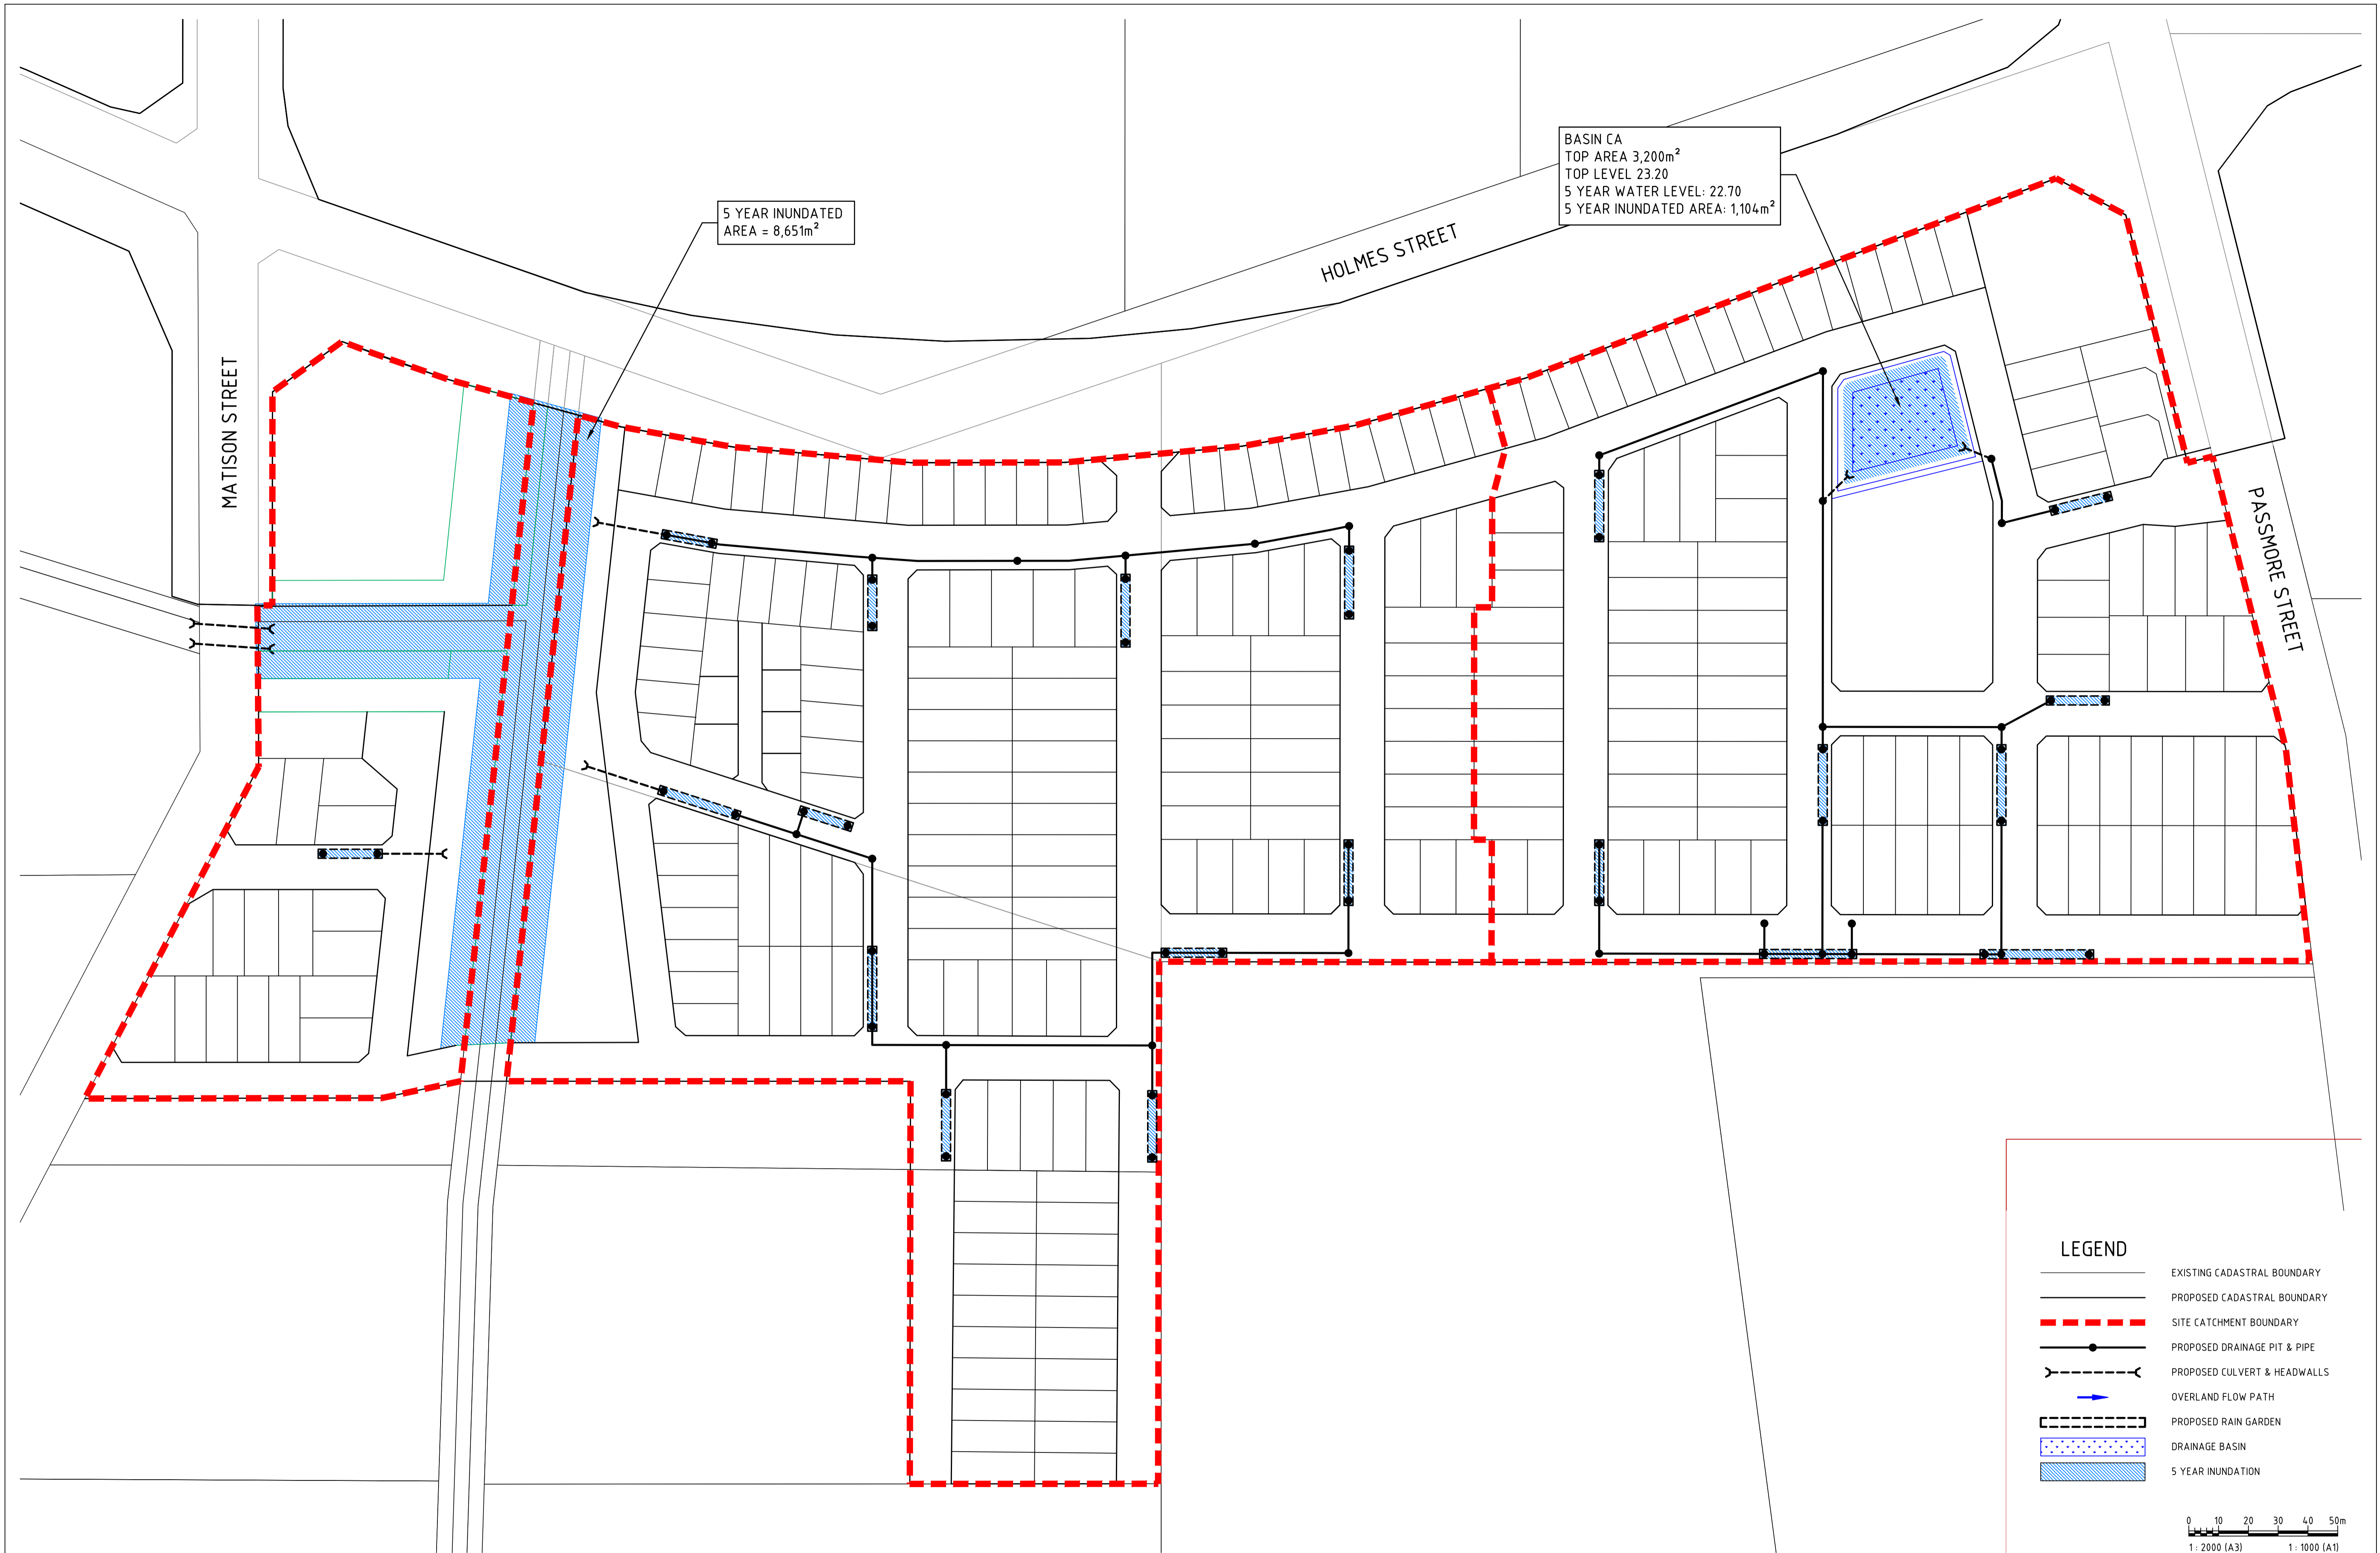 BASIN CA
TOP AREA 3,200m²
TOP LEVEL 23.20
5 YEAR WATER LEVEL: 22.70
5 YEAR INUNDATED AREA: 1,104m²
5 YEAR INUNDATED
AREA = 8,651m²
HOLMES STREET
MATISON STREET
PASSMORE STREET
LEGEND
EXISTING CADASTRAL BOUNDARY
PROPOSED CADASTRAL BOUNDARY
SITE CATCHMENT BOUNDARY
PROPOSED DRAINAGE PIT & PIPE
PROPOSED CULVERT & HEADWALLS
OVERLAND FLOW PATH
PROPOSED RAIN GARDEN
DRAINAGE BASIN
5 YEAR INUNDATION
0 10 20 30 40 50m
1 : 2000 (A3) 1 : 1000 (A1)